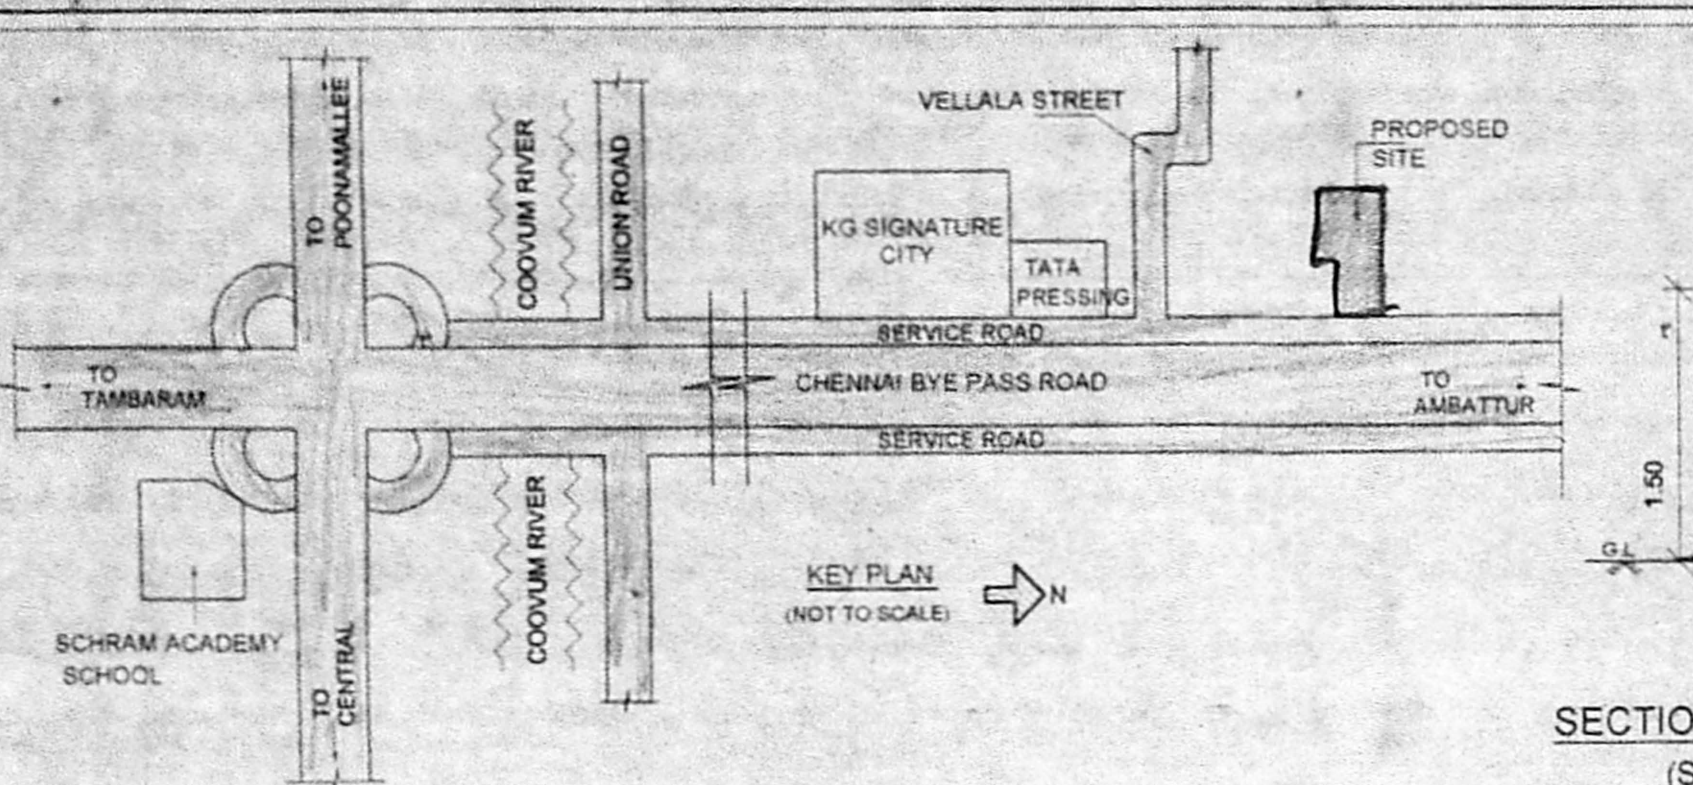 TO
POONAMALLEE
COOVUM RIVER
UNION ROAD
VELLALA STREET
PROPOSED
SITE
KG SIGNATURE
CITY
TATA
PRESSING
SERVICE ROAD
TO
TAMBARAM
CHENNAI BYE PASS ROAD
TO
AMBATTUR
SERVICE ROAD
1.50
G.L
COOVUM RIVER
KEY PLAN
(NOT TO SCALE)
N
SCHRAM ACADEMY
SCHOOL
TO
CENTRAL
SECTIO
(S